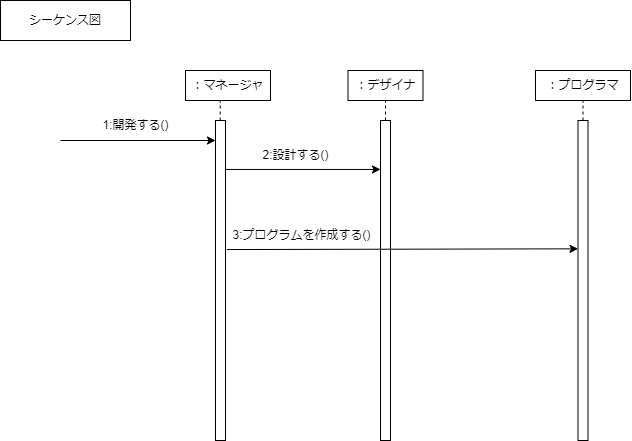 シーケンス図
：マネージャ
：デザイナ
：プログラマ
1:開発する()
2:設計する()
3:プログラムを作成する()